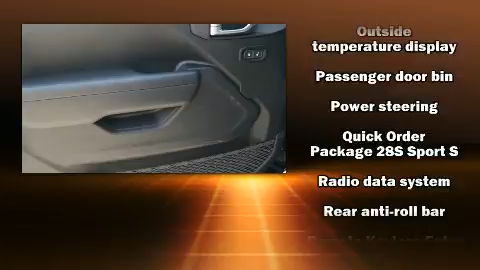 Outside
temperature display
Passenger door bin
Power steering
Quick Order
Package 28S Sport S
Radio data system
Rear anti-roll bar